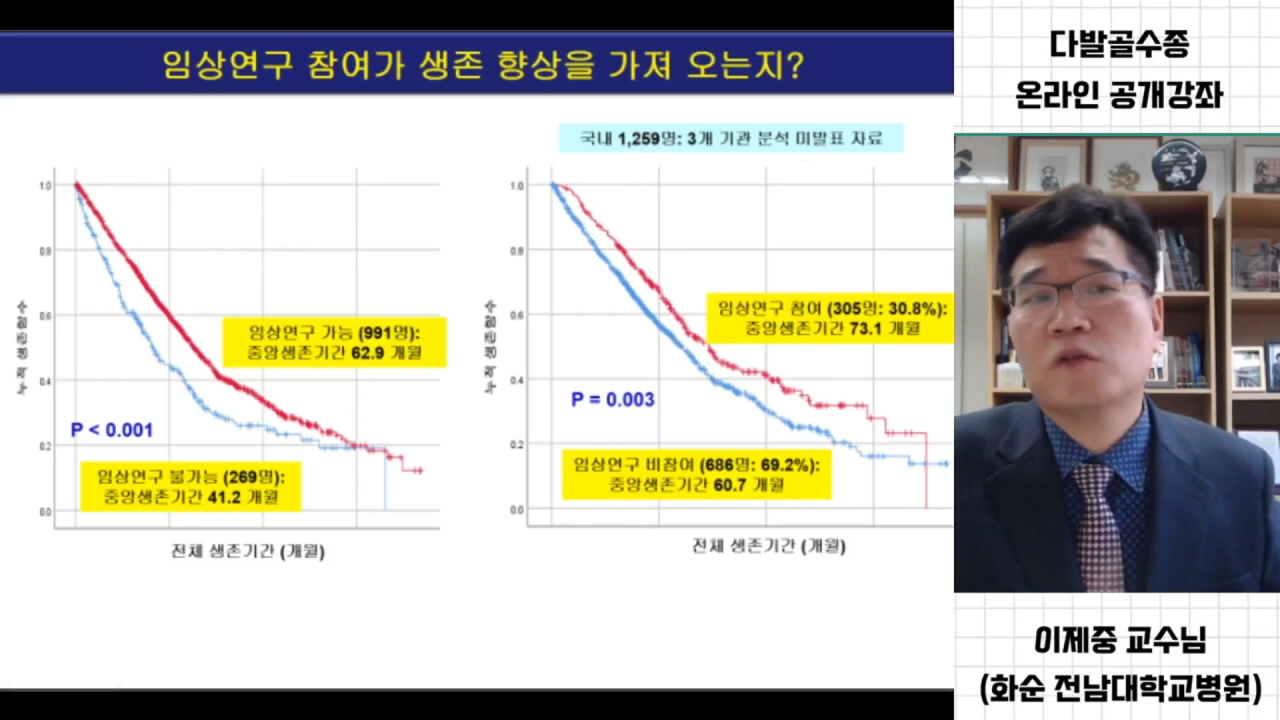 임상연구 참여가 생존 향상을 가져 오는지?
국내 1,259명: 3개 기관 분석 미발표 자료
누적 생존함수
1.0
0.8
0.6
0.4
0.2
0.0
임상연구 가능 (991명):
중앙생존기간 62.9 개월
P < 0.001
임상연구 불가능 (269명):
중앙생존기간 41.2 개월
전체 생존기간 (개월)
누적 생존함수
1.0
0.8
0.6
0.4
0.2
0.0
임상연구 참여 (305명: 30.8%):
중앙생존기간 73.1 개월
P = 0.003
임상연구 비참여 (686명: 69.2%):
중앙생존기간 60.7 개월
전체 생존기간 (개월)
다발골수종
온라인 공개강좌
이제중 교수님
(화순 전남대학교병원)